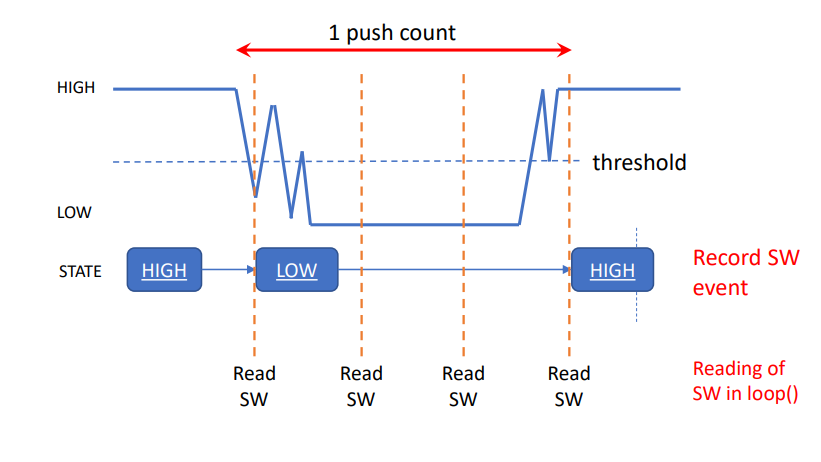 1 push count
HIGH
threshold
LOW
STATE
HIGH
LOW
HIGH
Record SW
event
Read
SW
Read
SW
Read
SW
Read
SW
Reading of
SW in loop()